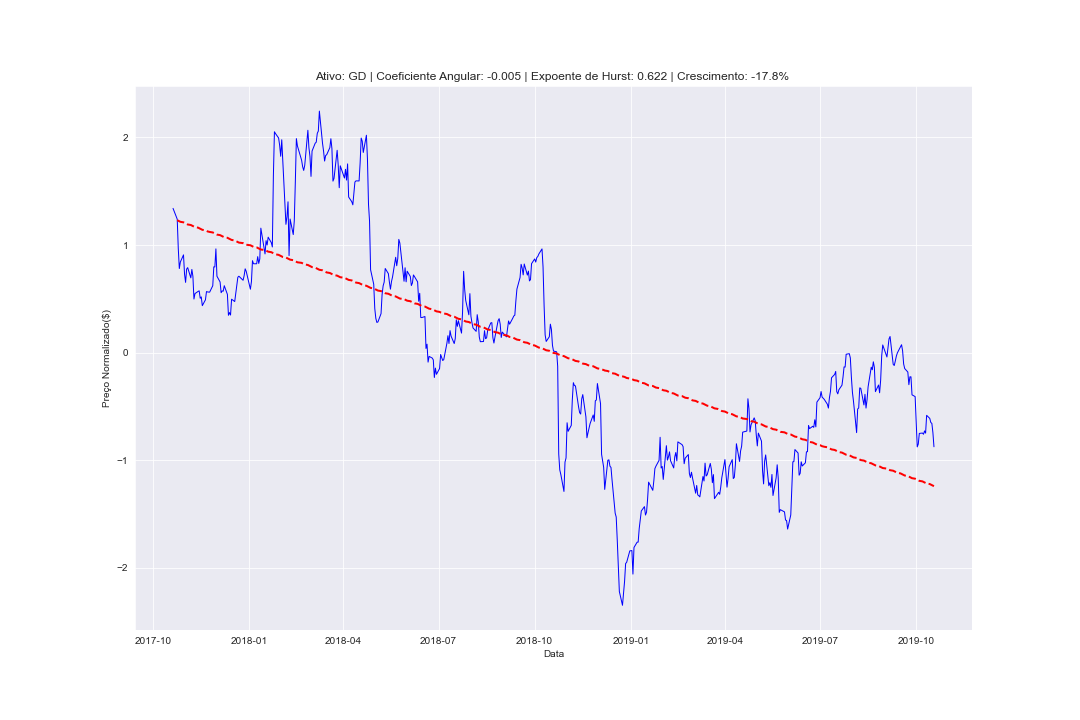 Ativo: GD | Coeficiente Angular: -0.005 | Expoente de Hurst: 0.622 | Crescimento: -17.8%
Preço Normalizado($)
2
1
0
−1
−2
2017-10 2018-01 2018-04 2018-07 2018-10 2019-01 2019-04 2019-07 2019-10
Data